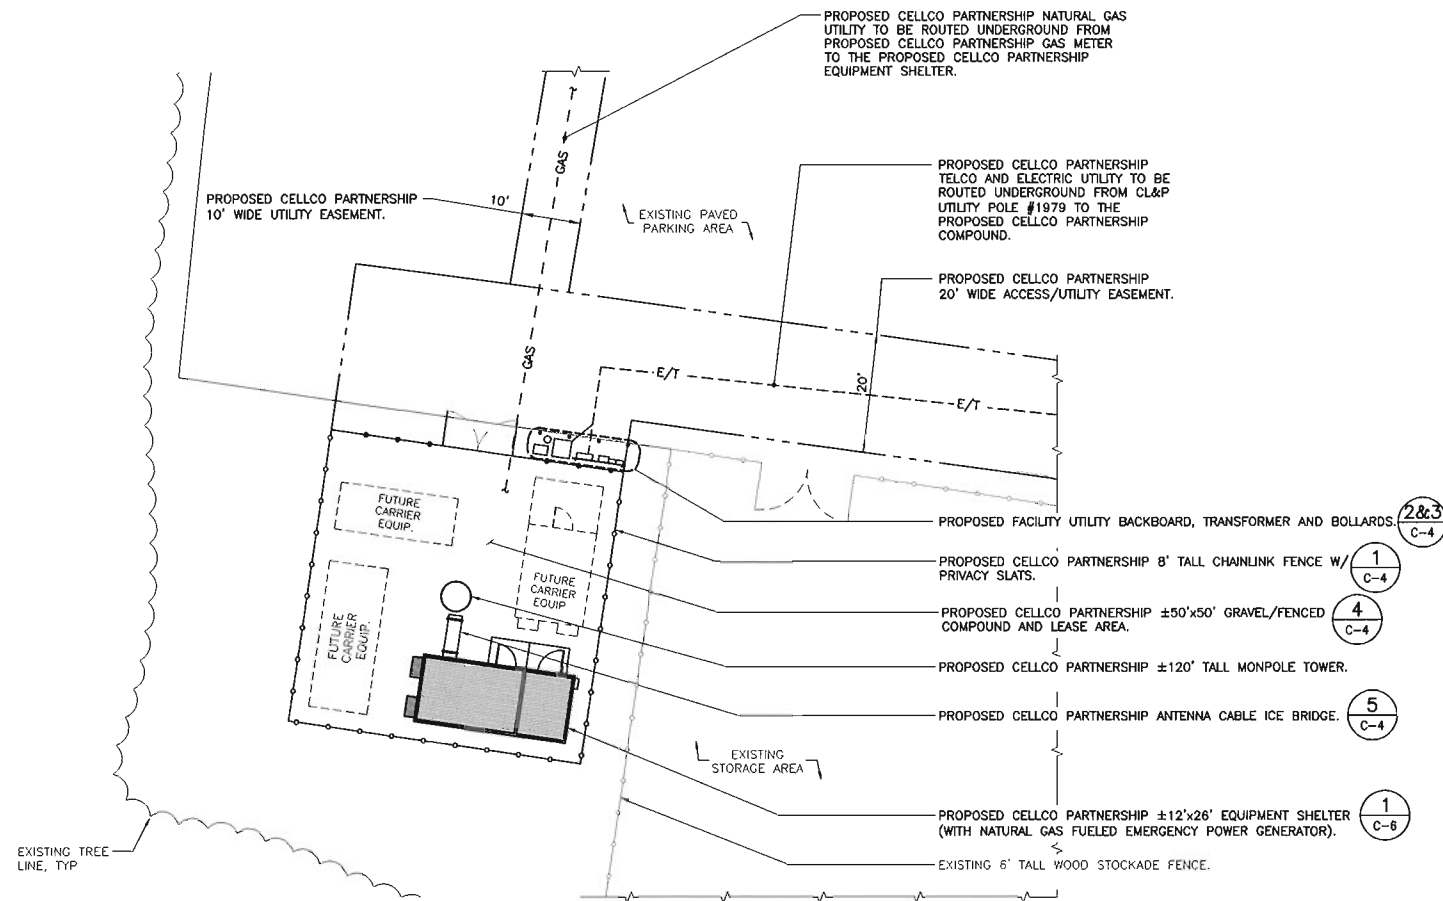 PROPOSED CELLCO PARTNERSHIP NATURAL GAS
UTILITY TO BE ROUTED UNDERGROUND FROM
PROPOSED CELLCO PARTNERSHIP GAS METER
TO THE PROPOSED CELLCO PARTNERSHIP
EQUIPMENT SHELTER.
GAS
PROPOSED CELLCO PARTNERSHIP
10' WIDE UTILITY EASEMENT.
10'
EXISTING PAVED
PARKING AREA
PROPOSED CELLCO PARTNERSHIP
TELCO AND ELECTRIC UTILITY TO BE
ROUTED UNDERGROUND FROM CL&P
UTILITY POLE #1979 TO THE
PROPOSED CELLCO PARTNERSHIP
COMPOUND.
PROPOSED CELLCO PARTNERSHIP
20' WIDE ACCESS/UTILITY EASEMENT.
GAS
E/T
20'
E/T
FUTURE
CARRIER
EQUIP.
FUTURE
CARRIER
EQUIP
FUTURE
CARRIER
EQUIP.
PROPOSED FACILITY UTILITY BACKBOARD, TRANSFORMER AND BOLLARDS.
2&3
C-4
PROPOSED CELLCO PARTNERSHIP 8' TALL CHAINLINK FENCE W/
PRIVACY SLATS.
1
C-4
PROPOSED CELLCO PARTNERSHIP ±50'x50' GRAVEL/FENCED
COMPOUND AND LEASE AREA.
4
C-4
PROPOSED CELLCO PARTNERSHIP ±120' TALL MONPOLE TOWER.
PROPOSED CELLCO PARTNERSHIP ANTENNA CABLE ICE BRIDGE.
5
C-4
EXISTING
STORAGE AREA
PROPOSED CELLCO PARTNERSHIP ±12'x26' EQUIPMENT SHELTER
(WITH NATURAL GAS FUELED EMERGENCY POWER GENERATOR).
1
C-6
EXISTING 6' TALL WOOD STOCKADE FENCE.
EXISTING TREE
LINE, TYP